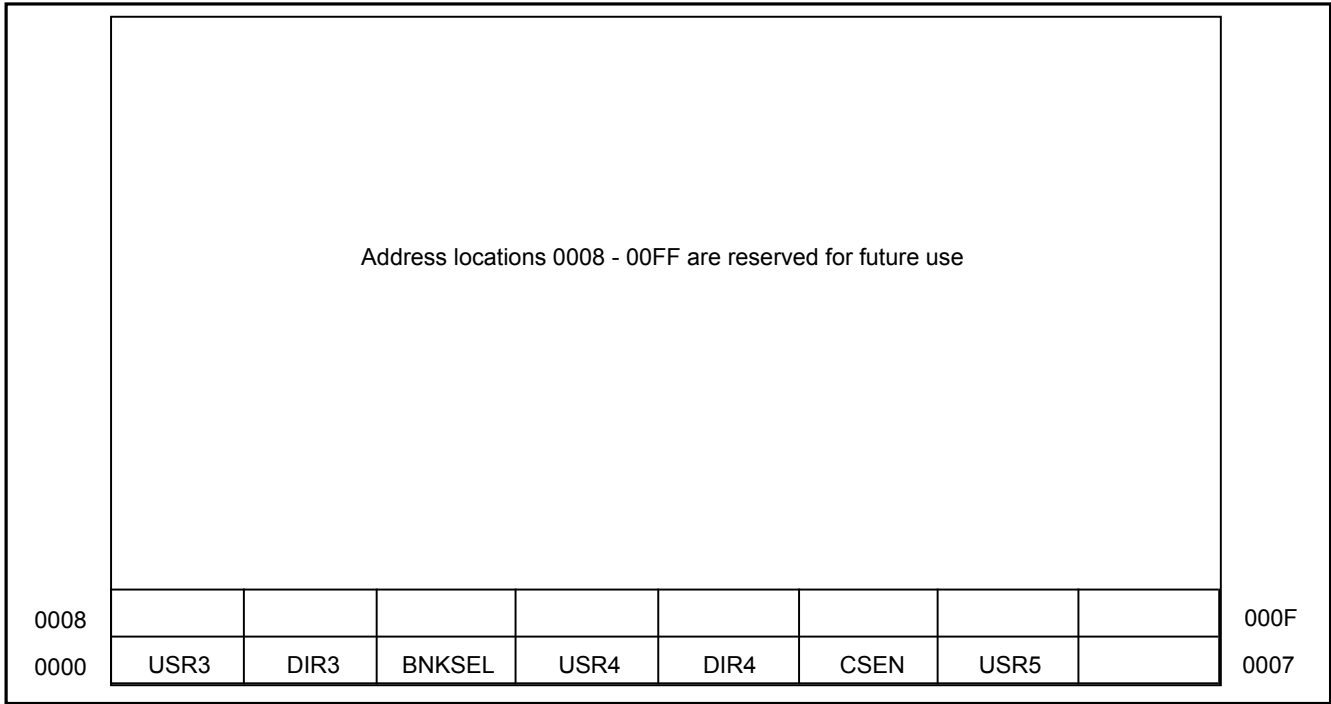 Address locations 0008 - 00FF are reserved for future use
0008 000F
0000 USR3 DIR3 BNKSEL USR4 DIR4 CSEN USR5 0007